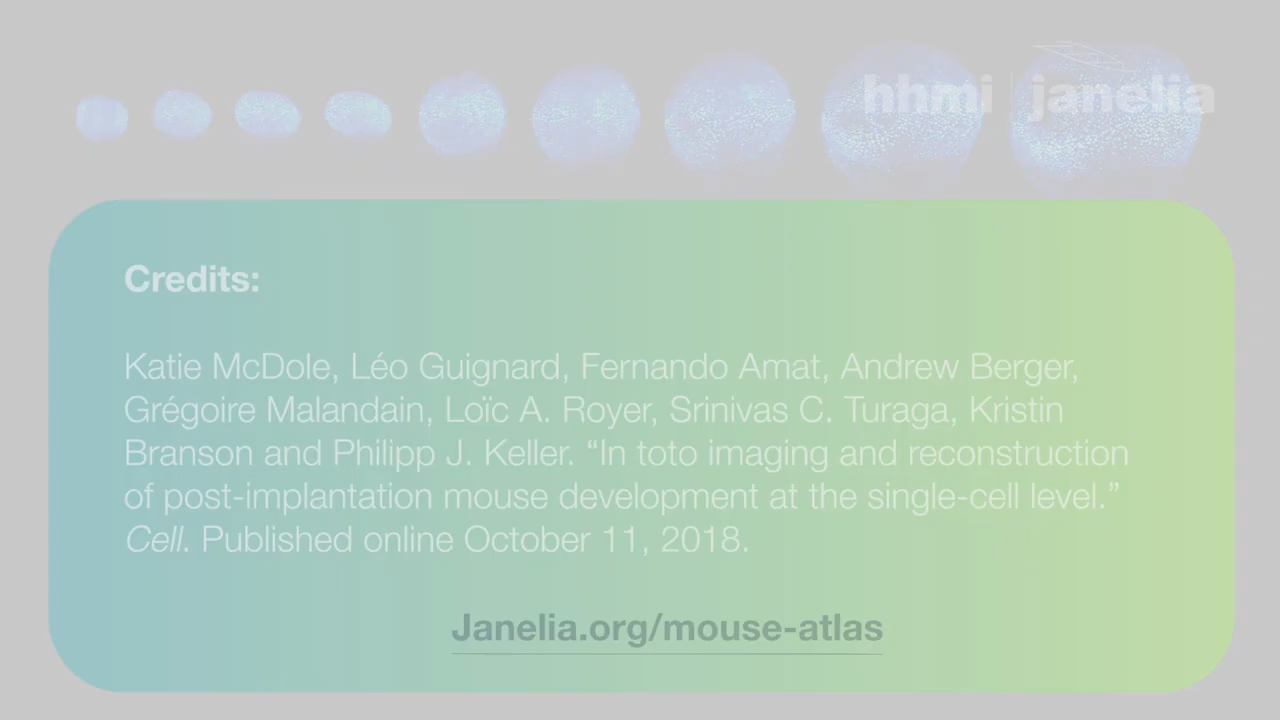 hhmi | janelia
Credits:
Katie McDole, Léo Guignard, Fernando Amat, Andrew Berger,
Grégoire Malandain, Loïc A. Royer, Srinivas C. Turaga, Kristin
Branson and Philipp J. Keller. “In toto imaging and reconstruction
of post-implantation mouse development at the single-cell level.”
Cell. Published online October 11, 2018.
Janelia.org/mouse-atlas